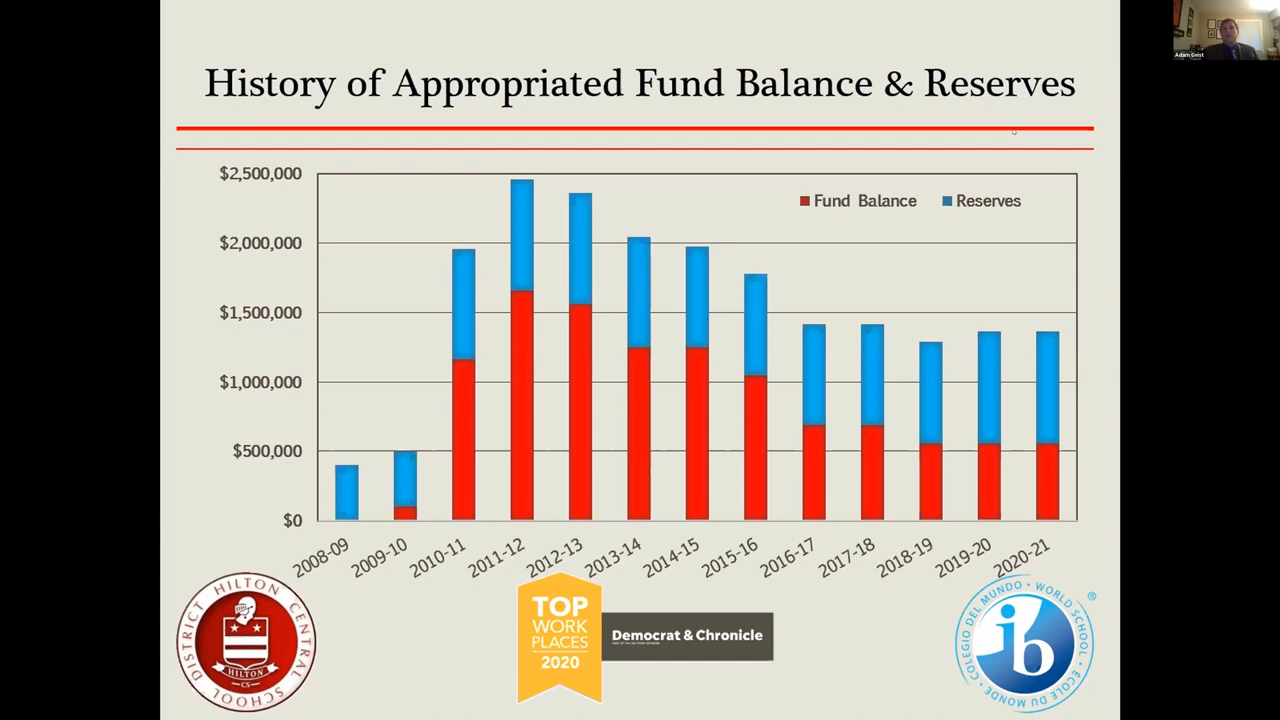 Adam Geist
History of Appropriated Fund Balance & Reserves
$2,500,000
$2,000,000
$1,500,000
$1,000,000
$500,000
$0
Fund Balance
Reserves
2008-09
2009-10
2010-11
2011-12
2012-13
2013-14
2014-15
2015-16
2016-17
2017-18
2018-19
2019-20
2020-21
HILTON CENTRAL SCHOOL DISTRICT
HILTON
CS
TOP
WORK
PLACES
2020
Democrat & Chronicle
COLEGIO DEL MUNDO • WORLD SCHOOL • ÉCOLE DU MONDE •
®
ib